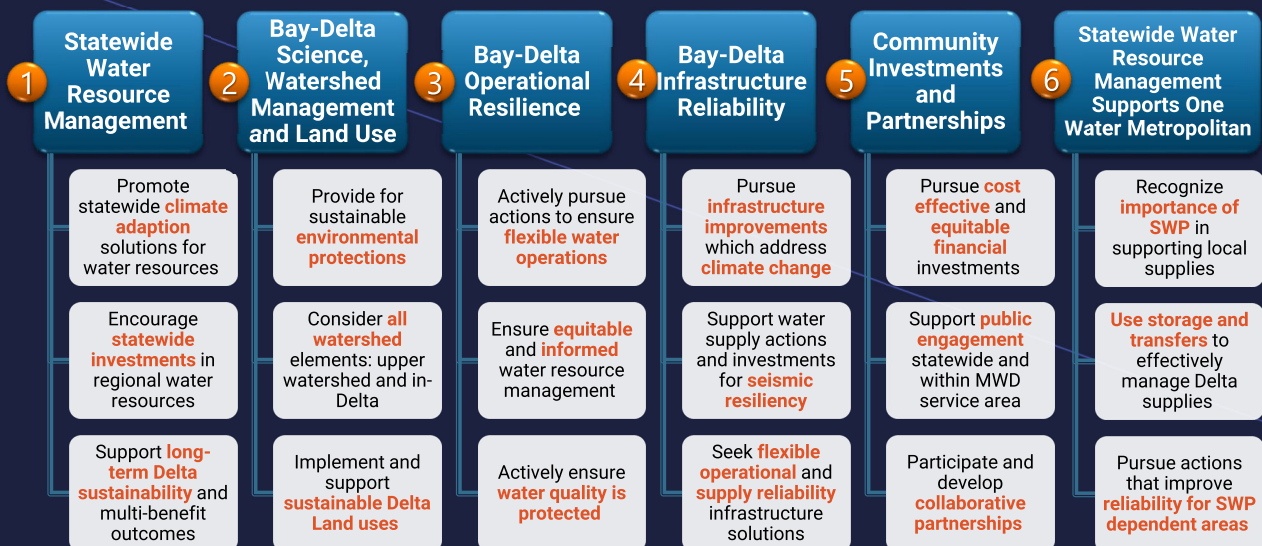 1
Statewide
Water
Resource
Management
Promote
statewide climate
adaption
solutions for
water resources
Encourage
statewide
investments in
regional water
resources
Support long-
term Delta
sustainability and
multi-benefit
outcomes
2
Bay-Delta
Science,
Watershed
Management
and Land Use
Provide for
sustainable
environmental
protections
Consider all
watershed
elements: upper
watershed and in-
Delta
Implement and
support
sustainable Delta
Land uses
3
Bay-Delta
Operational
Resilience
Actively pursue
actions to ensure
flexible water
operations
Ensure equitable
and informed
water resource
management
Actively ensure
water quality is
protected
4
Bay-Delta
Infrastructure
Reliability
Pursue
infrastructure
improvements
which address
climate change
Support water
supply actions
and investments
for seismic
resiliency
Seek flexible
operational and
supply reliability
infrastructure
solutions
5
Community
Investments
and
Partnerships
Pursue cost
effective and
equitable
financial
investments
Support public
engagement
statewide and
within MWD
service area
Participate and
develop
collaborative
partnerships
6
Statewide Water
Resource
Management
Supports One
Water Metropolitan
Recognize
importance of
SWP in
supporting local
supplies
Use storage and
transfers to
effectively
manage Delta
supplies
Pursue actions
that improve
reliability for SWP
dependent areas